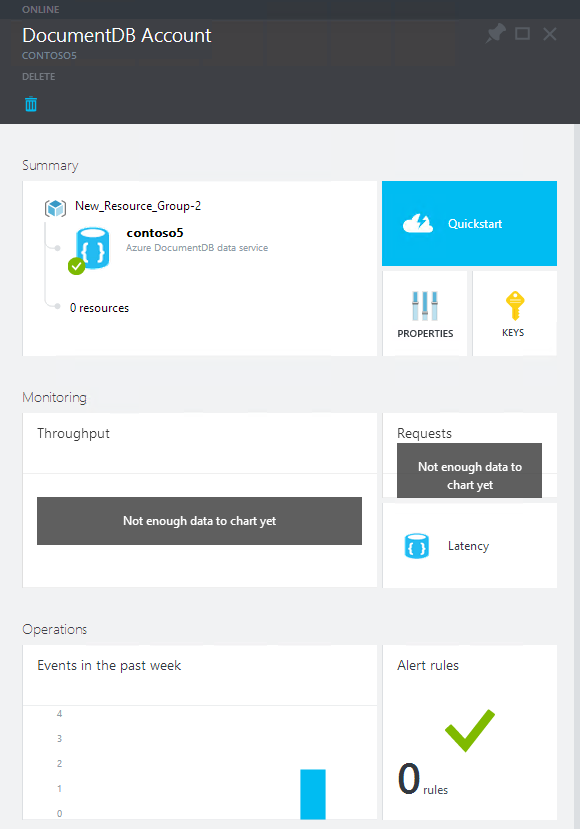 ONLINE
DocumentDB Account
CONTOSO5
DELETE
Summary
New_Resource_Group-2
contoso5
Azure DocumentDB data service
0 resources
Quickstart
PROPERTIES
KEYS
Monitoring
Throughput
Not enough data to chart yet
Requests
Not enough data to
chart yet
Latency
Operations
Events in the past week
4
3
2
1
0
Alert rules
0 rules